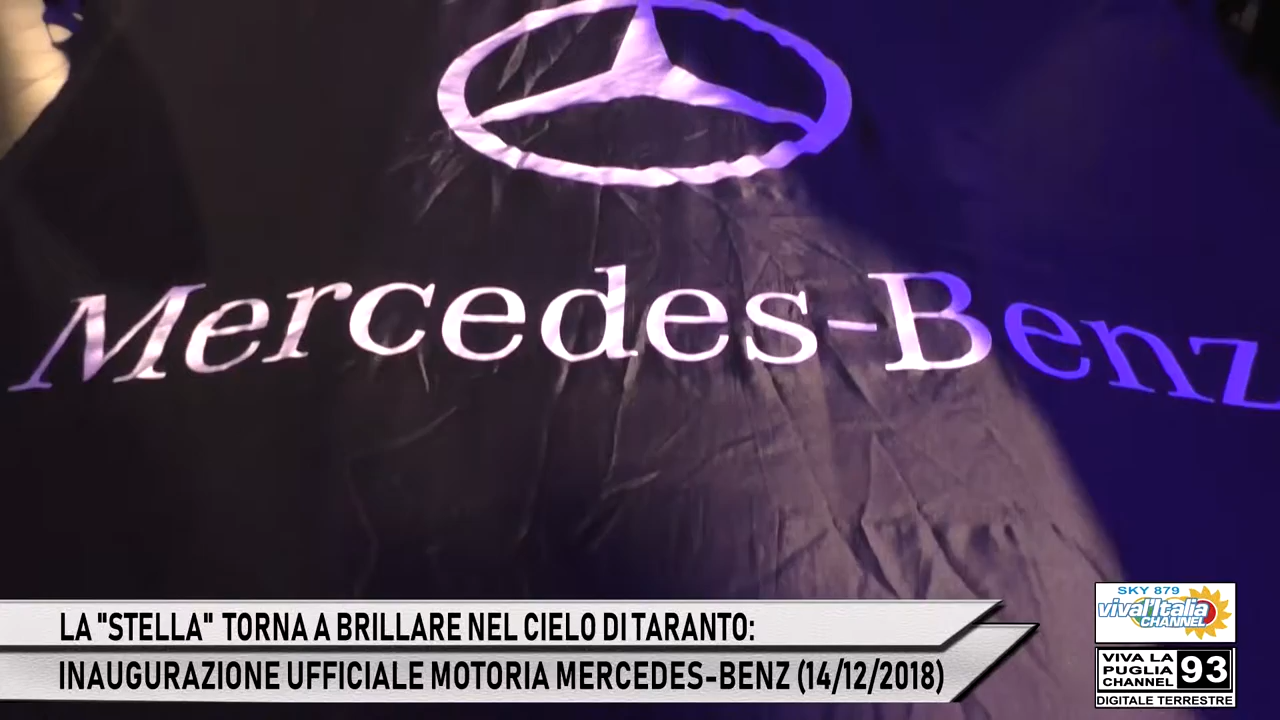 Mercedes-Benz
LA "STELLA" TORNA A BRILLARE NEL CIELO DI TARANTO:
INAUGURAZIONE UFFICIALE MOTORIA MERCEDES-BENZ (14/12/2018)
SKY 879
viva l'Italia
CHANNEL
VIVA LA
PUGLIA
CHANNEL
93
DIGITALE TERRESTRE